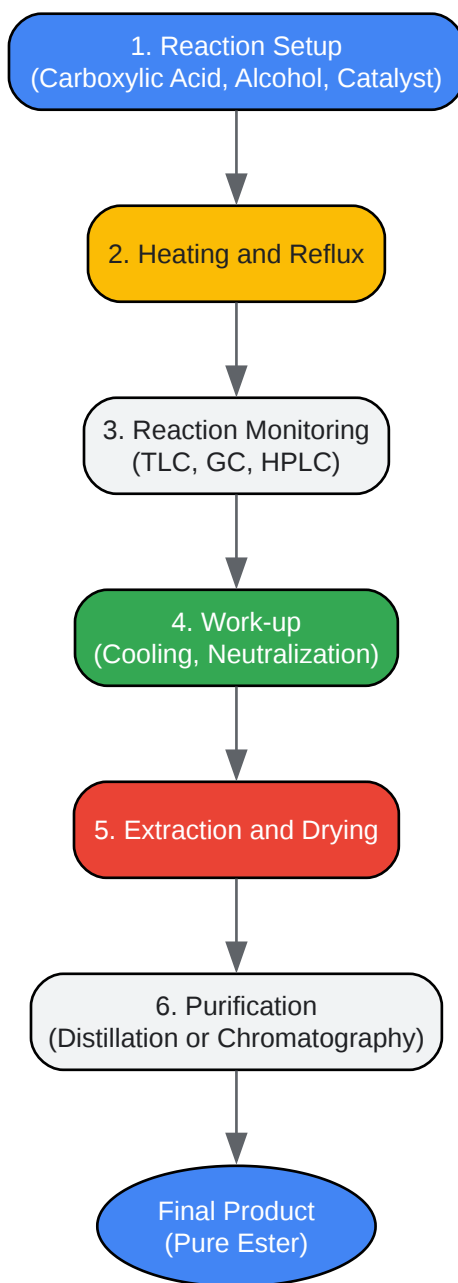 1. Reaction Setup
(Carboxylic Acid, Alcohol, Catalyst)
2. Heating and Reflux
3. Reaction Monitoring
(TLC, GC, HPLC)
4. Work-up
(Cooling, Neutralization)
5. Extraction and Drying
6. Purification
(Distillation or Chromatography)
Final Product
(Pure Ester)